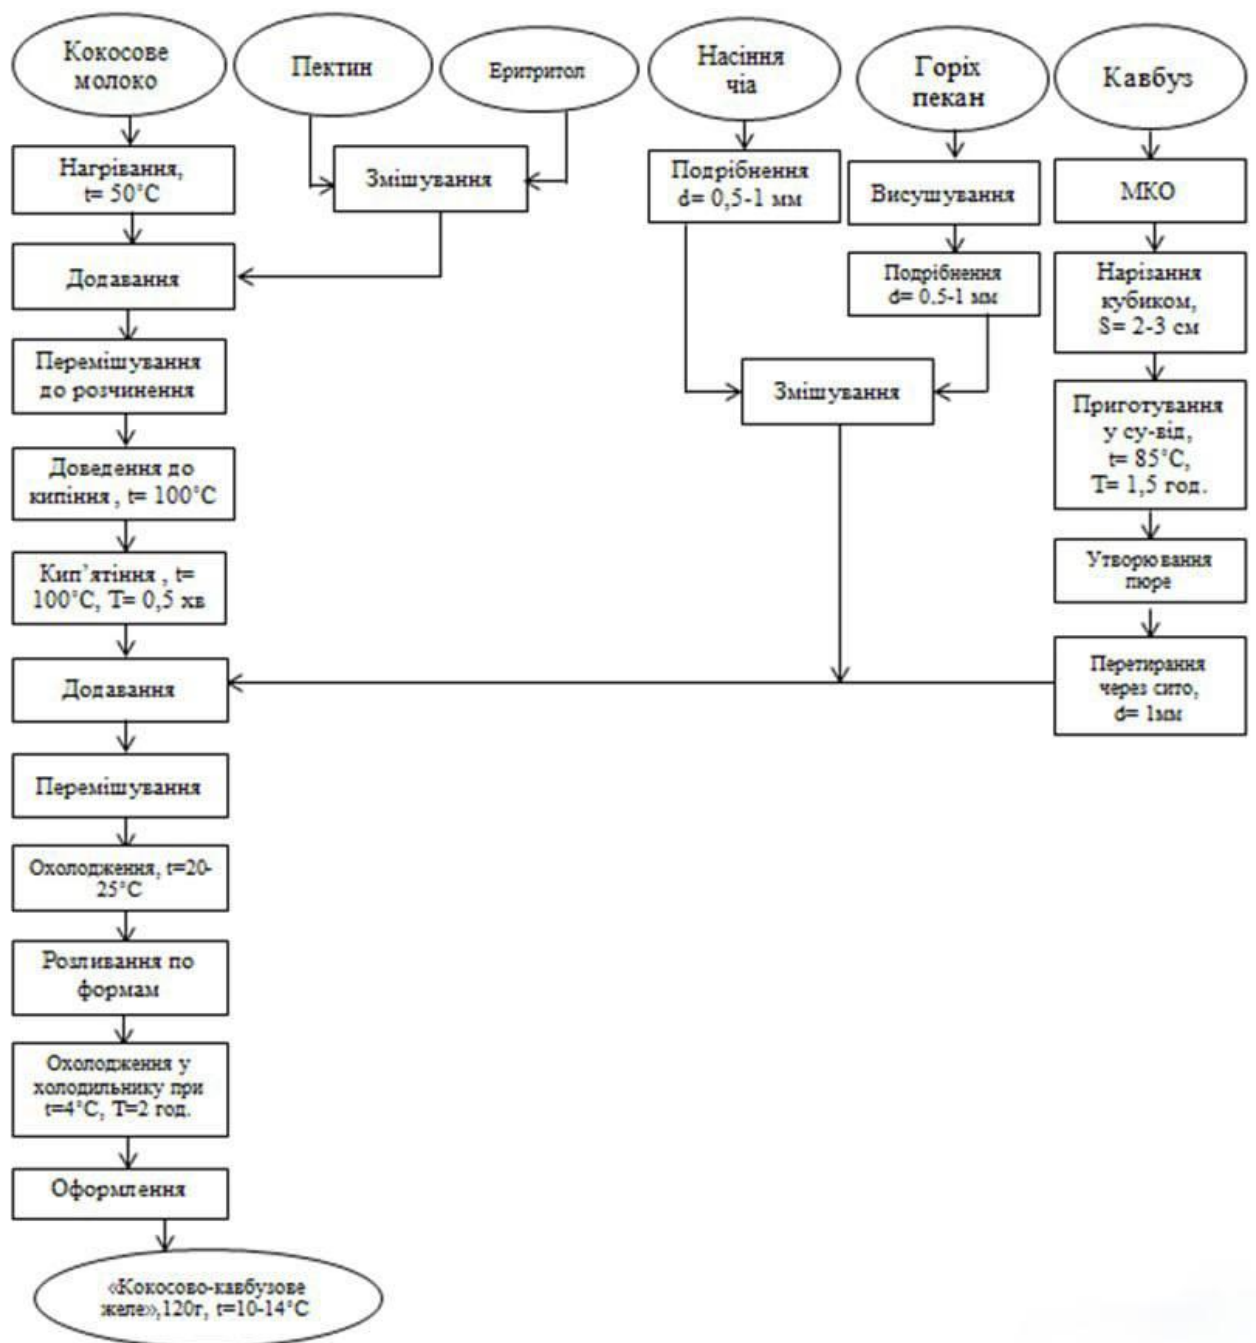 Кокосове
молоко
Пектин
Еритритол
Насіння
чіа
Горіх
пекан
Кавбуз
Нагрівання,
t= 50°C
Змішування
Подрібнення
d= 0,5-1 мм
Висушування
МКО
Додавання
Подрібнення
d= 0.5-1 мм
Нарізання
кубиком,
S= 2-3 см
Перемішування
до розчинення
Змішування
Приготування
у су-від,
t= 85°C,
T= 1,5 год.
Доведення до
кипіння , t= 100°C
Утворювання
пюре
Кип’ятіння , t=
100°C, T= 0,5 хв
Перетирання
через сито,
d= 1мм
Додавання
Перемішування
Охолодження, t=20-
25°C
Розливання по
формам
Охолодження у
холодильнику при
t=4°C, T=2 год.
Оформлення
«Кокосово-кавбузове
желе»,120г, t=10-14°C